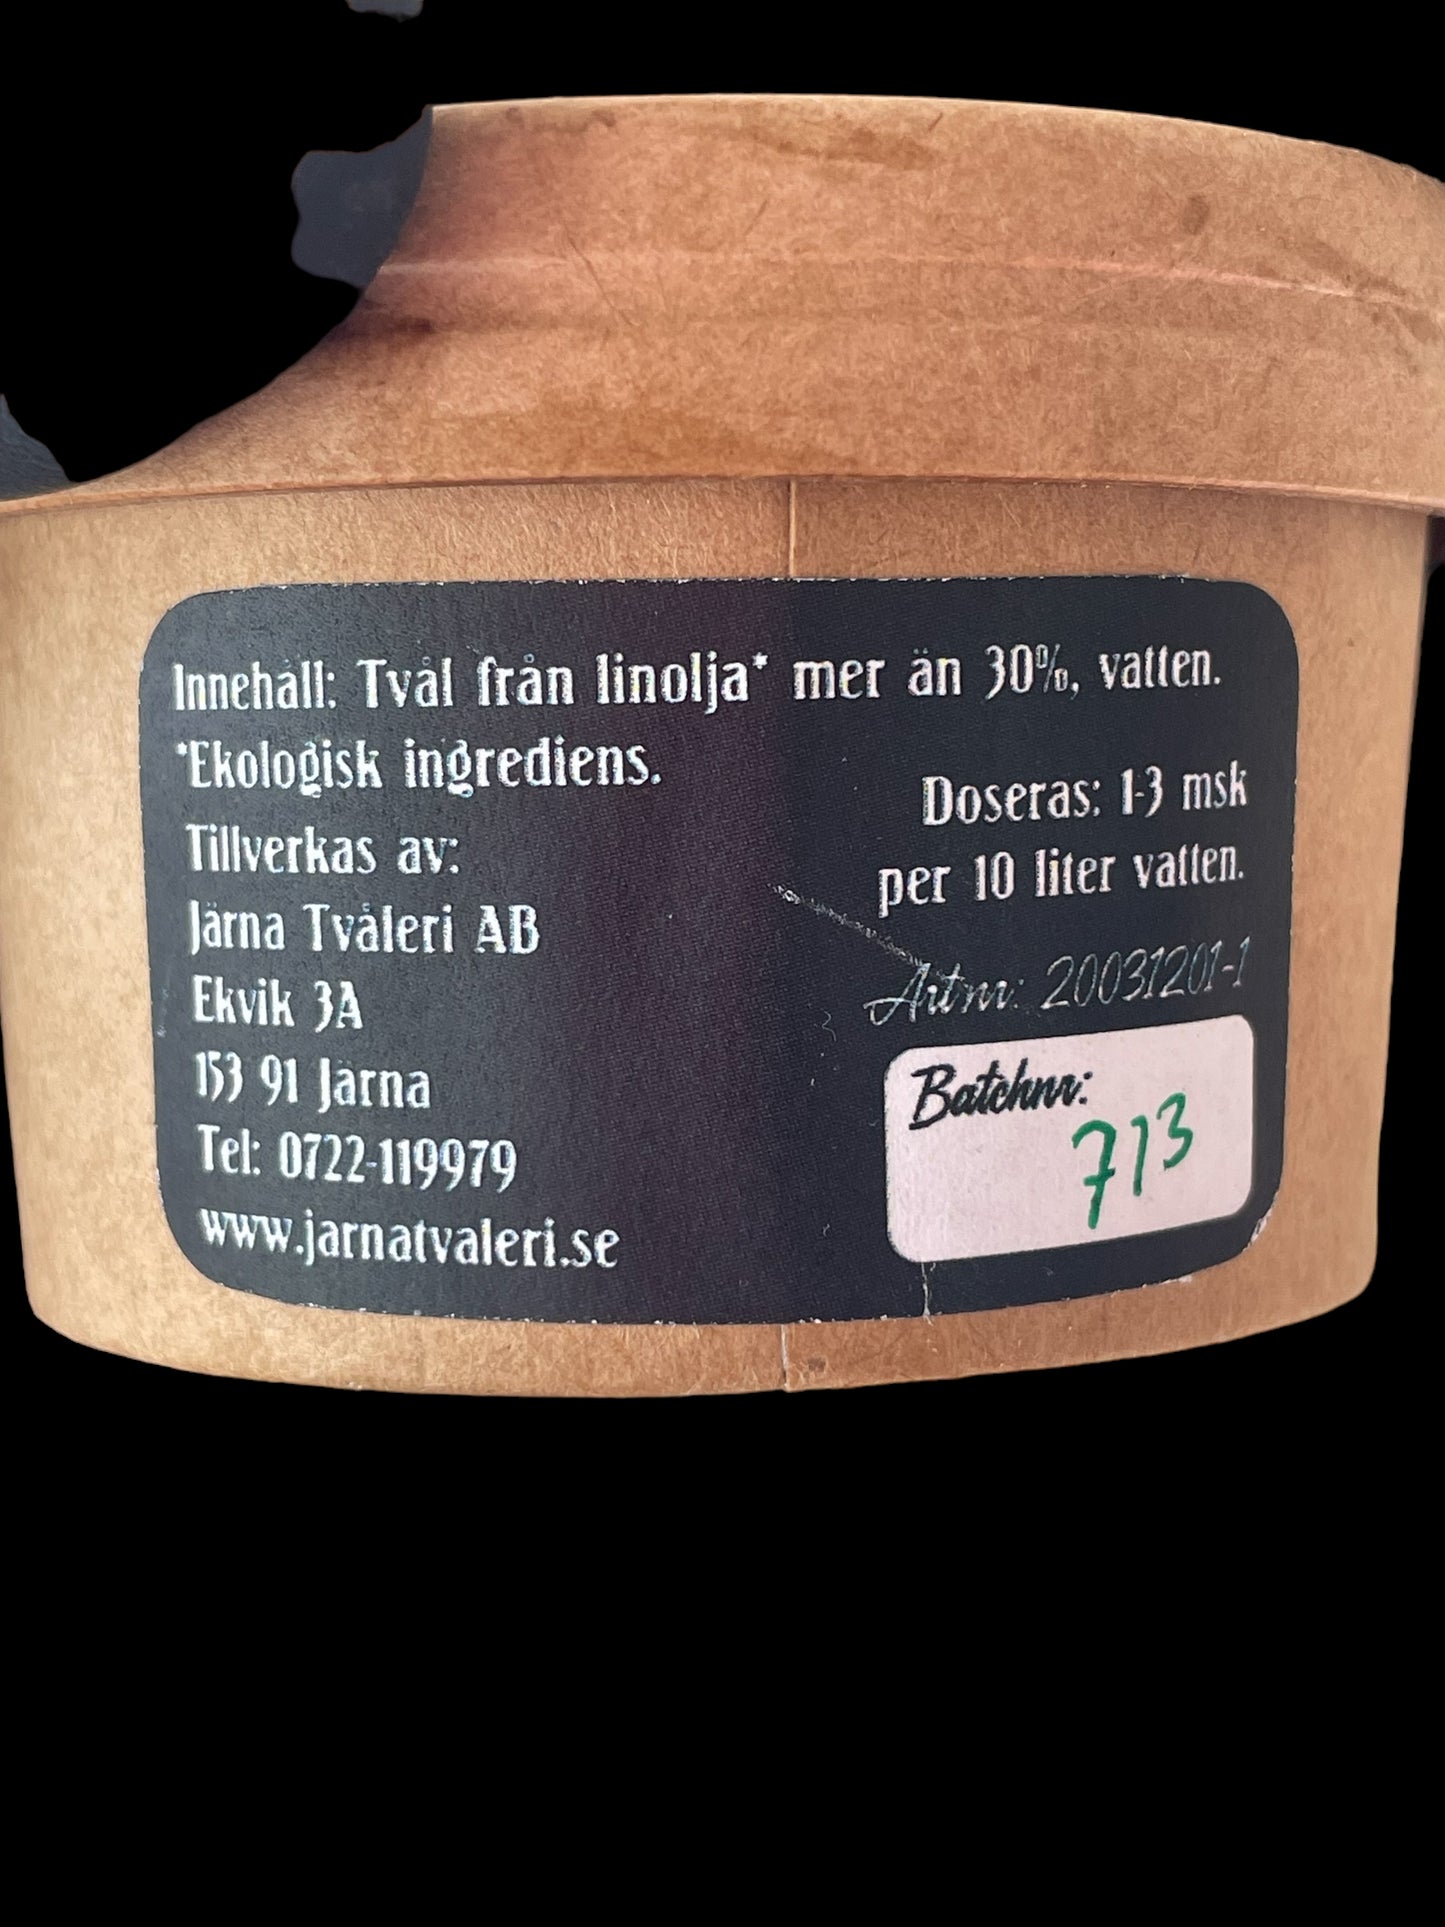 Innehåll: Tvål från linolja* mer än 30%, vatten.
*Ekologisk ingrediens.
Tillverkas av:
Järna Tvåleri AB
Ekvik 3A
153 91 Järna
Tel: 0722-119979
www.jarnatvaleri.se
Doseras: 1-3 msk
per 10 liter vatten.
Artnr: 20031201-1
Batchnr:
713